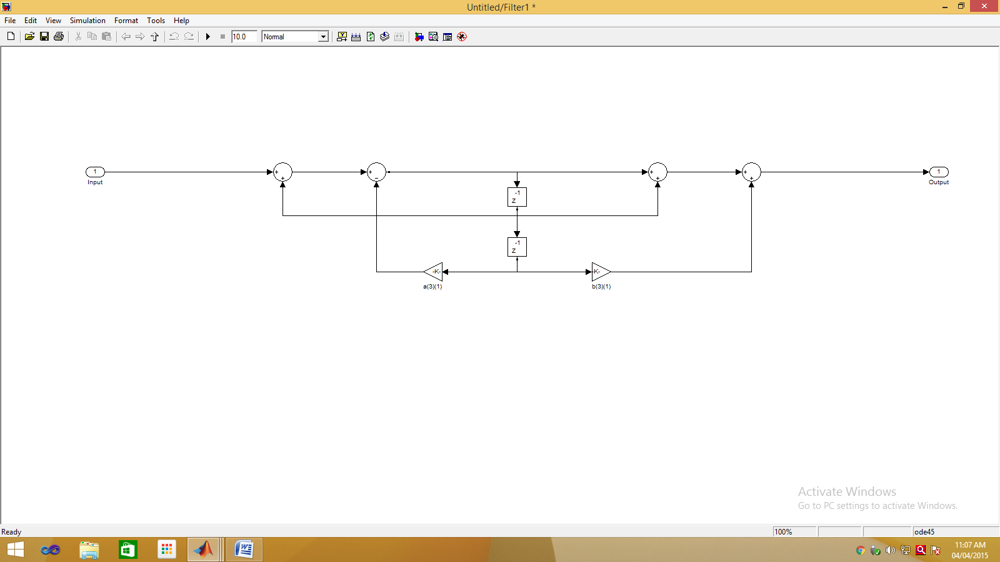 Untitled/Filter1 *
File Edit View Simulation Format Tools Help
10.0 Normal
1 + + + - + + + + 1
Input Output
-1
Z
-1
Z
-K- -K-
a(3)(1) b(3)(1)
Activate Windows
Go to PC settings to activate Windows.
Ready 100% ode45
11:07 AM
04/04/2015